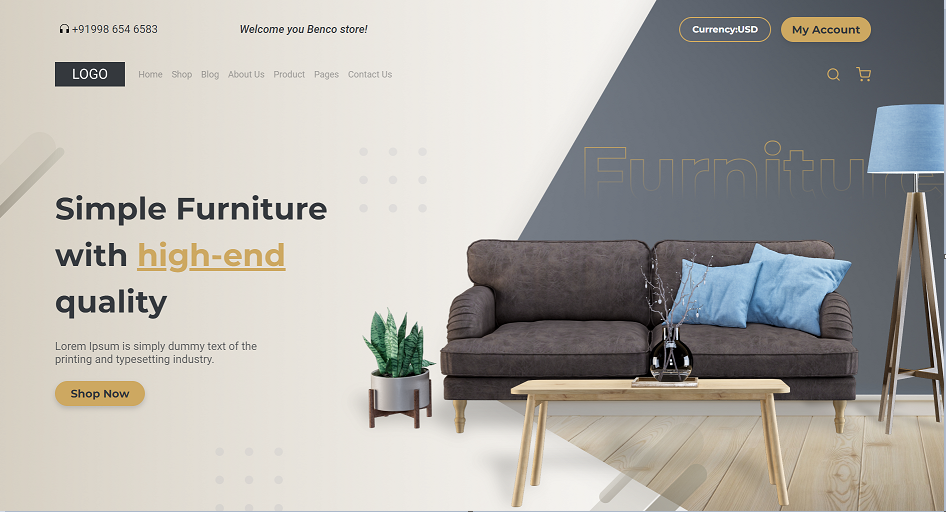 +91998 654 6583
Welcome you Benco store!
Currency:USD
My Account
LOGO
Home Shop Blog About Us Product Pages Contact Us
Furniture
Simple Furniture
with high-end
quality
Lorem Ipsum is simply dummy text of the
printing and typesetting industry.
Shop Now